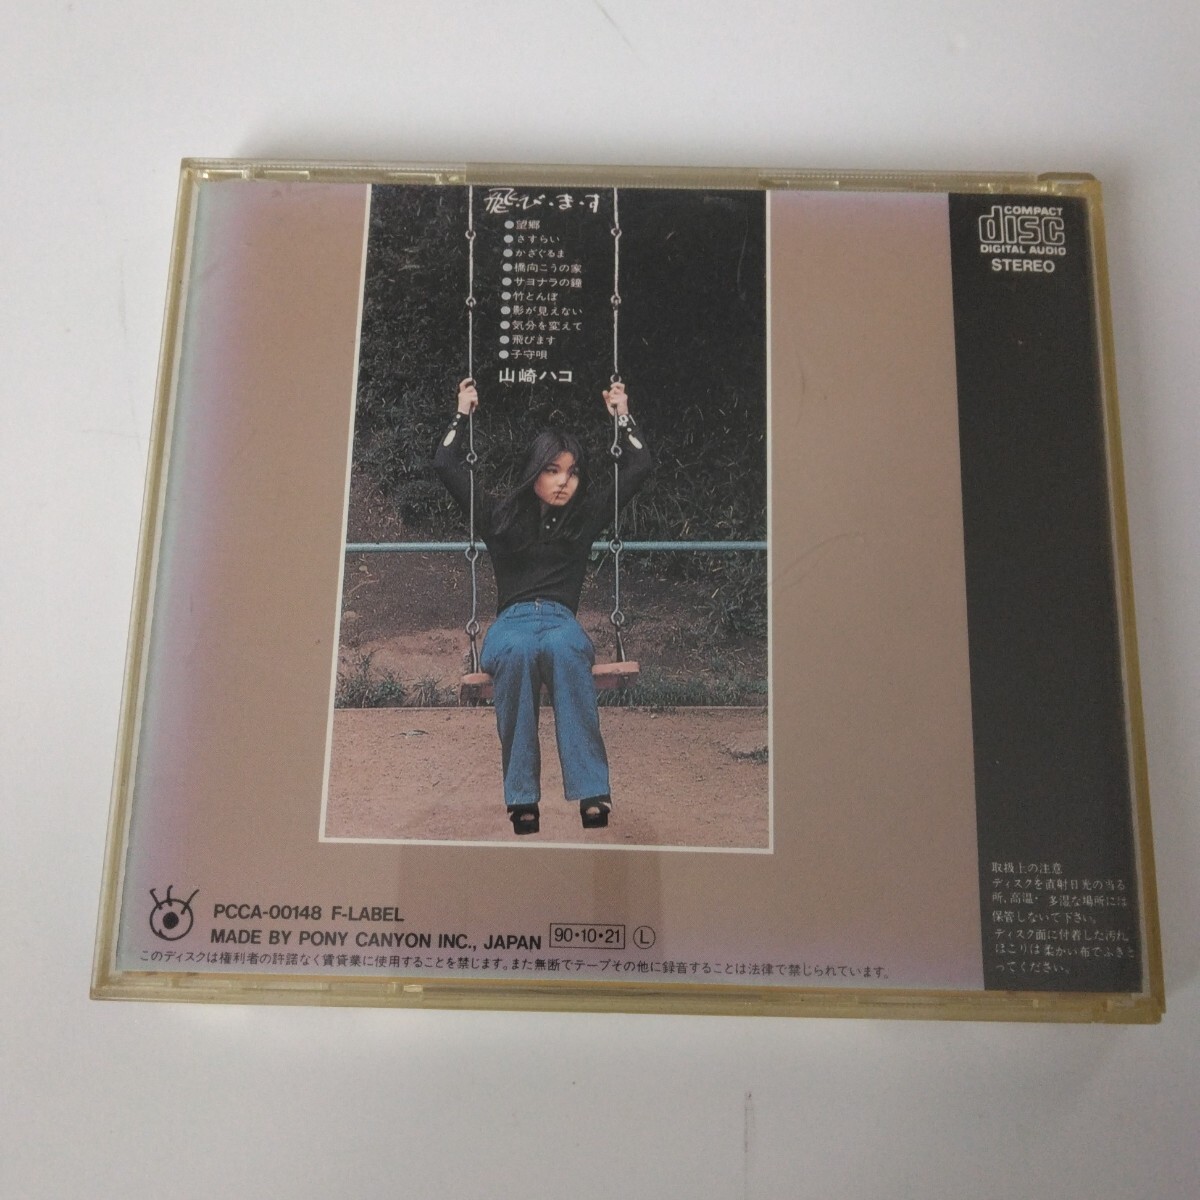 飛・び・ま・す
●望郷
●さすらい
●かざぐるま
●橋向こうの家
●サヨナラの鐘
●竹とんぼ
●影が見えない
●気分を変えて
●飛びます
●子守唄
山崎ハコ
COMPACT
disc
DIGITAL AUDIO
STEREO
取扱上の注意
ディスクを直射日光の当る
所、高温・多湿な場所には
保管しないで下さい。
ディスク面に付着した汚れ、
ほこりは柔かい布でふきと
ってください。
PCCA-00148 F-LABEL
MADE BY PONY CANYON INC., JAPAN 90・10・21 L
このディスクは権利者の許諾なく賃貸業に使用することを禁じます。また無断でテープその他に録音することは法律で禁じられています。